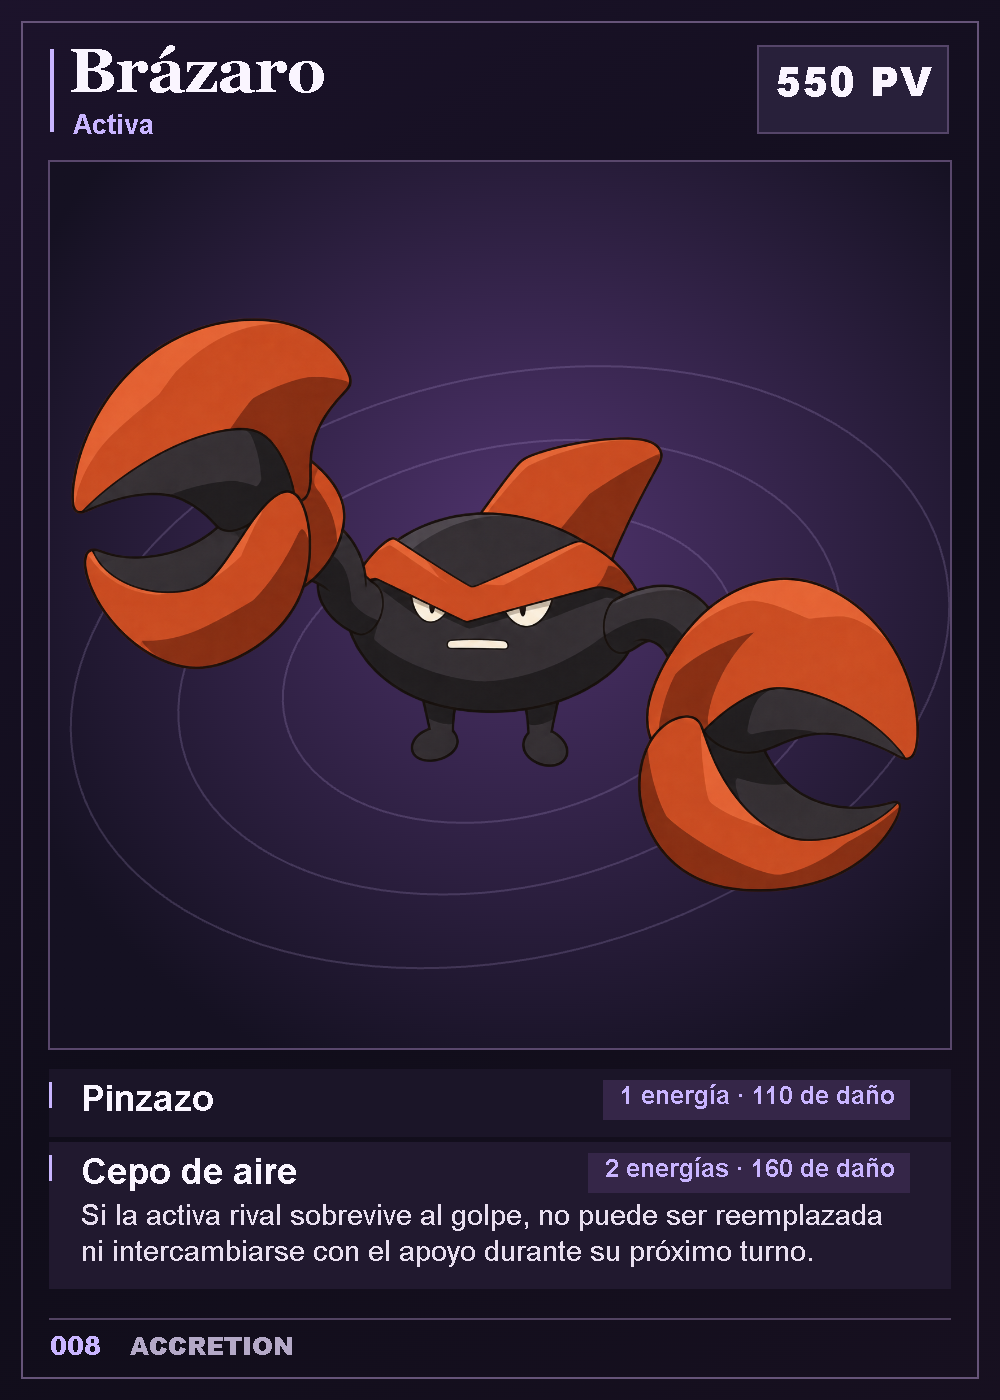 Brázaro
550 PV
Activa
Pinzazo
1 energía · 110 de daño
Cepo de aire
2 energías · 160 de daño
Si la activa rival sobrevive al golpe, no puede ser reemplazada
ni intercambiarse con el apoyo durante su próximo turno.
008 ACCRETION